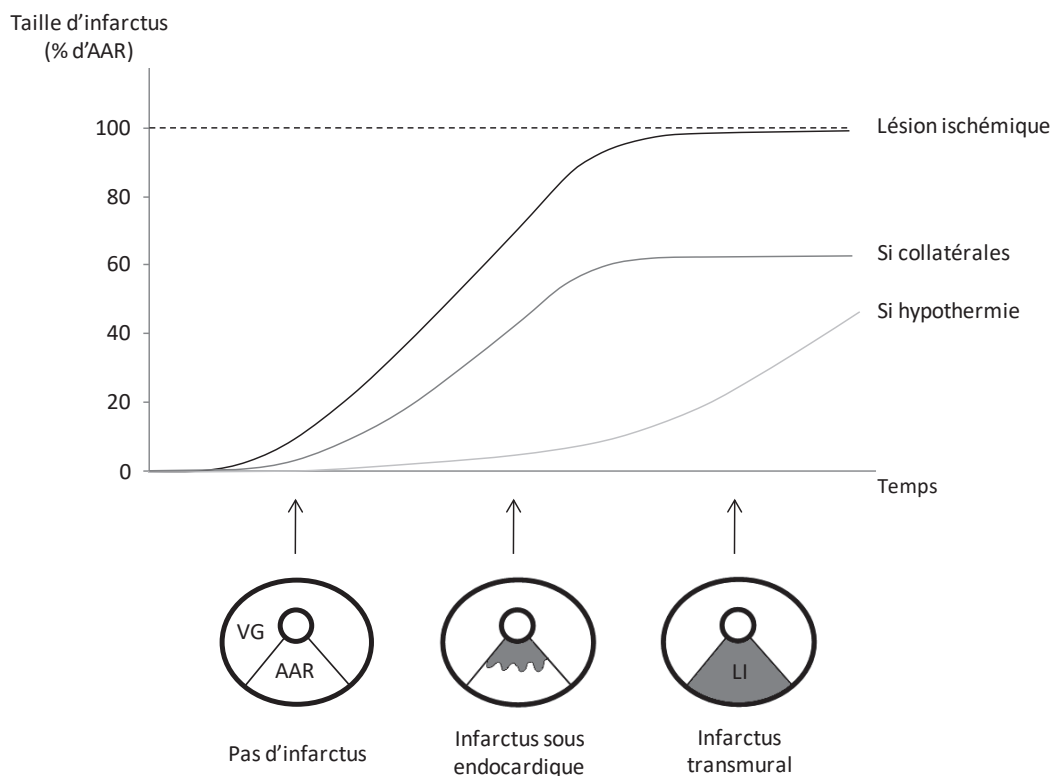 Taille d’infarctus
(% d’AAR)
100
80
60
40
20
0
Lésion ischémique
Si collatérales
Si hypothermie
Temps
VG
AAR
LI
Pas d’infarctus
Infarctus sous
endocardique
Infarctus
transmural